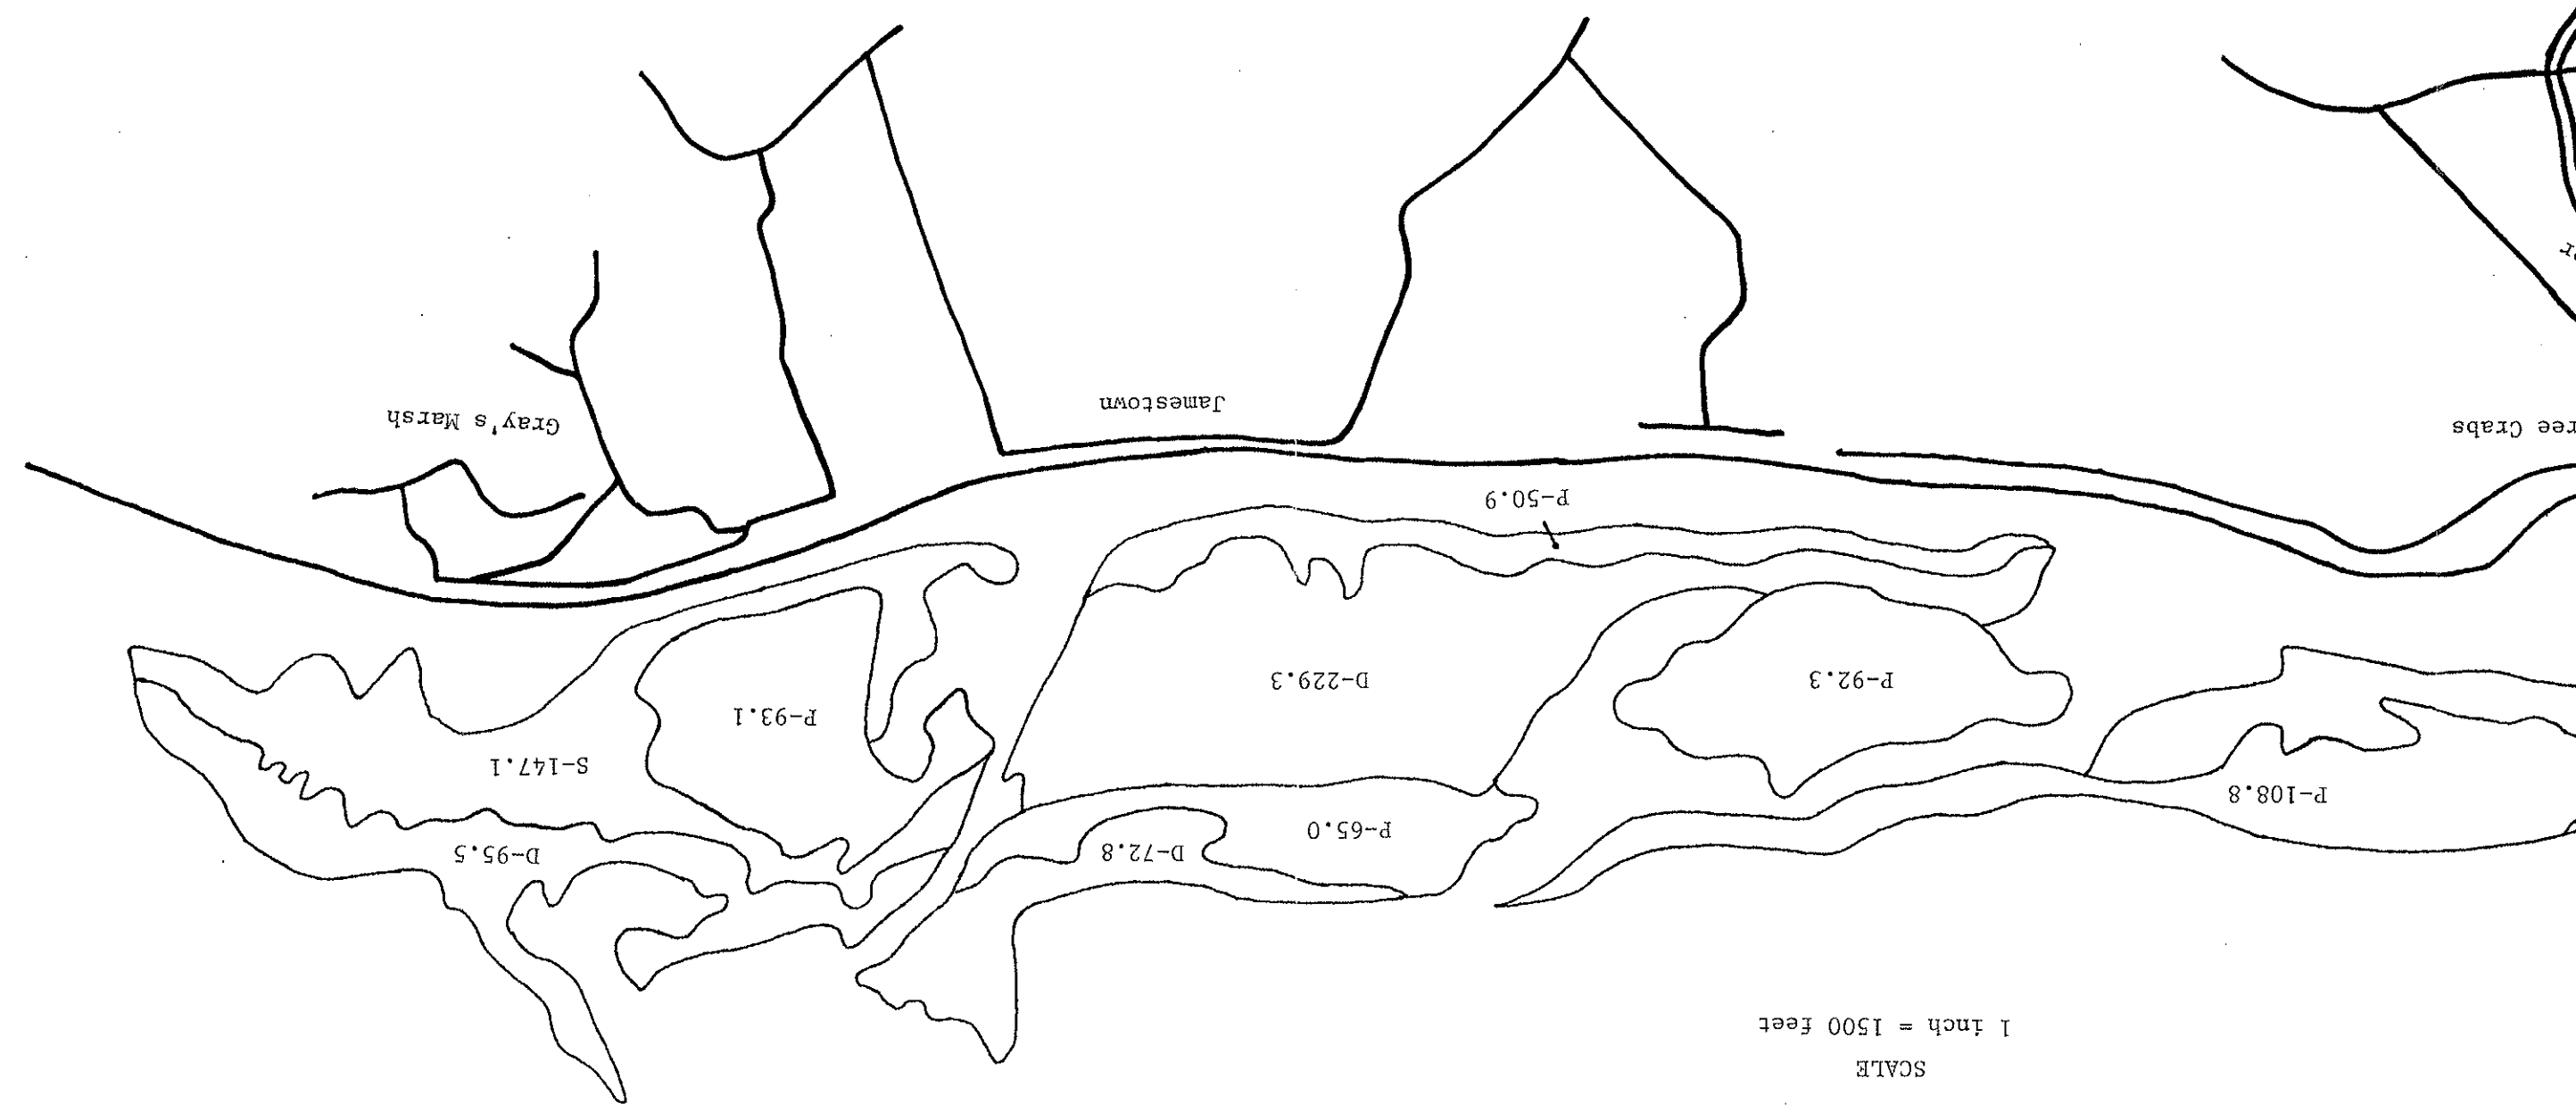 SCALE
1 inch = 1500 feet
D-72.8
D-95.5
P-65.0
P-108.8
S-147.1
P-93.1
P-92.3
D-229.3
P-50.9
ree Crabs
Gray's Marsh
Jamestown